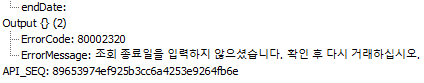 endDate:
Output {} (2)
ErrorCode: 80002320
ErrorMessage: 조회 종료일을 입력하지 않으셨습니다. 확인 후 다시 거래하십시오.
API_SEQ: 89653974ef925b3cc6a4253e9264fb6e